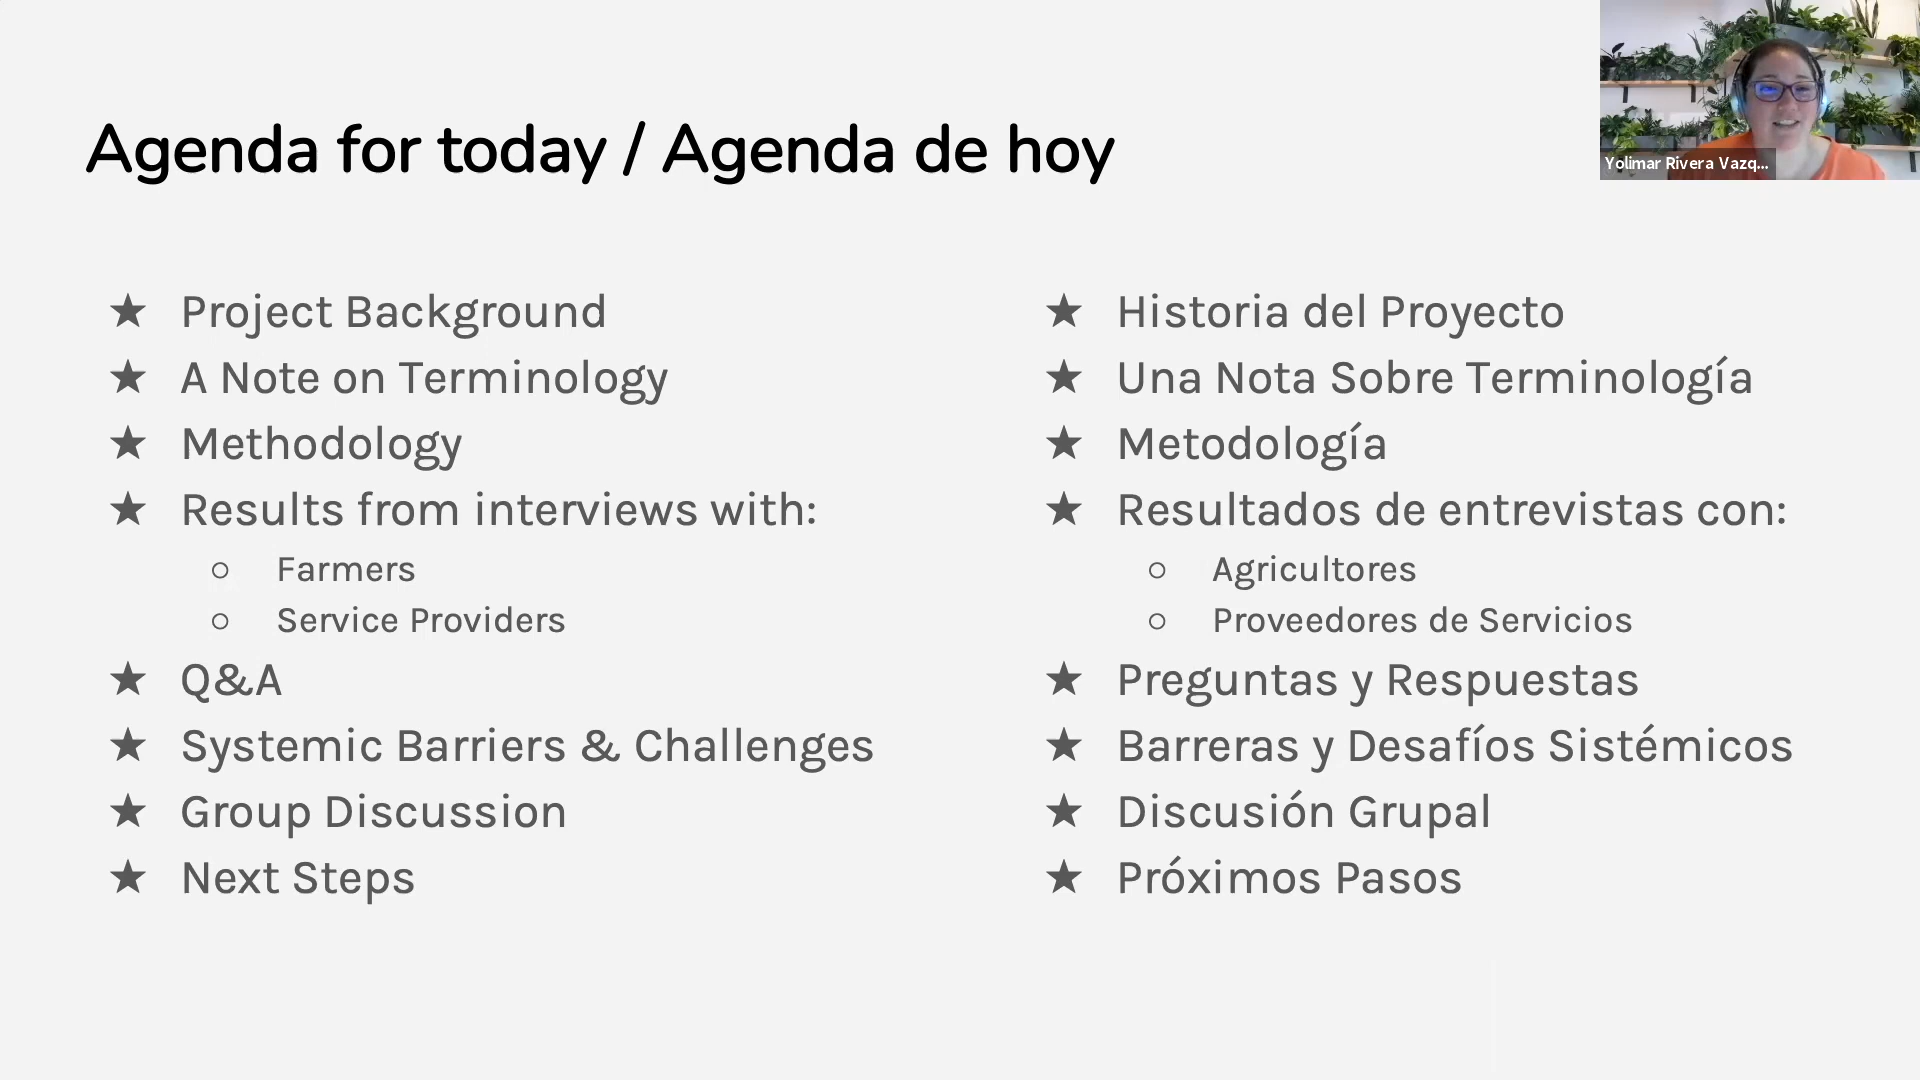 Agenda for today / Agenda de hoy
Yolimar Rivera Vazq...
★ Project Background
★ A Note on Terminology
★ Methodology
★ Results from interviews with:
○ Farmers
○ Service Providers
★ Q&A
★ Systemic Barriers & Challenges
★ Group Discussion
★ Next Steps
★ Historia del Proyecto
★ Una Nota Sobre Terminología
★ Metodología
★ Resultados de entrevistas con:
○ Agricultores
○ Proveedores de Servicios
★ Preguntas y Respuestas
★ Barreras y Desafíos Sistémicos
★ Discusión Grupal
★ Próximos Pasos